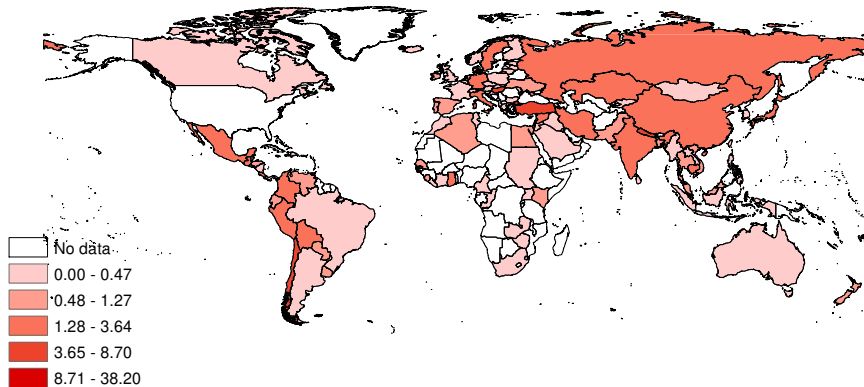 No data
0.00 - 0.47
0.48 - 1.27
1.28 - 3.64
3.65 - 8.70
8.71 - 38.20